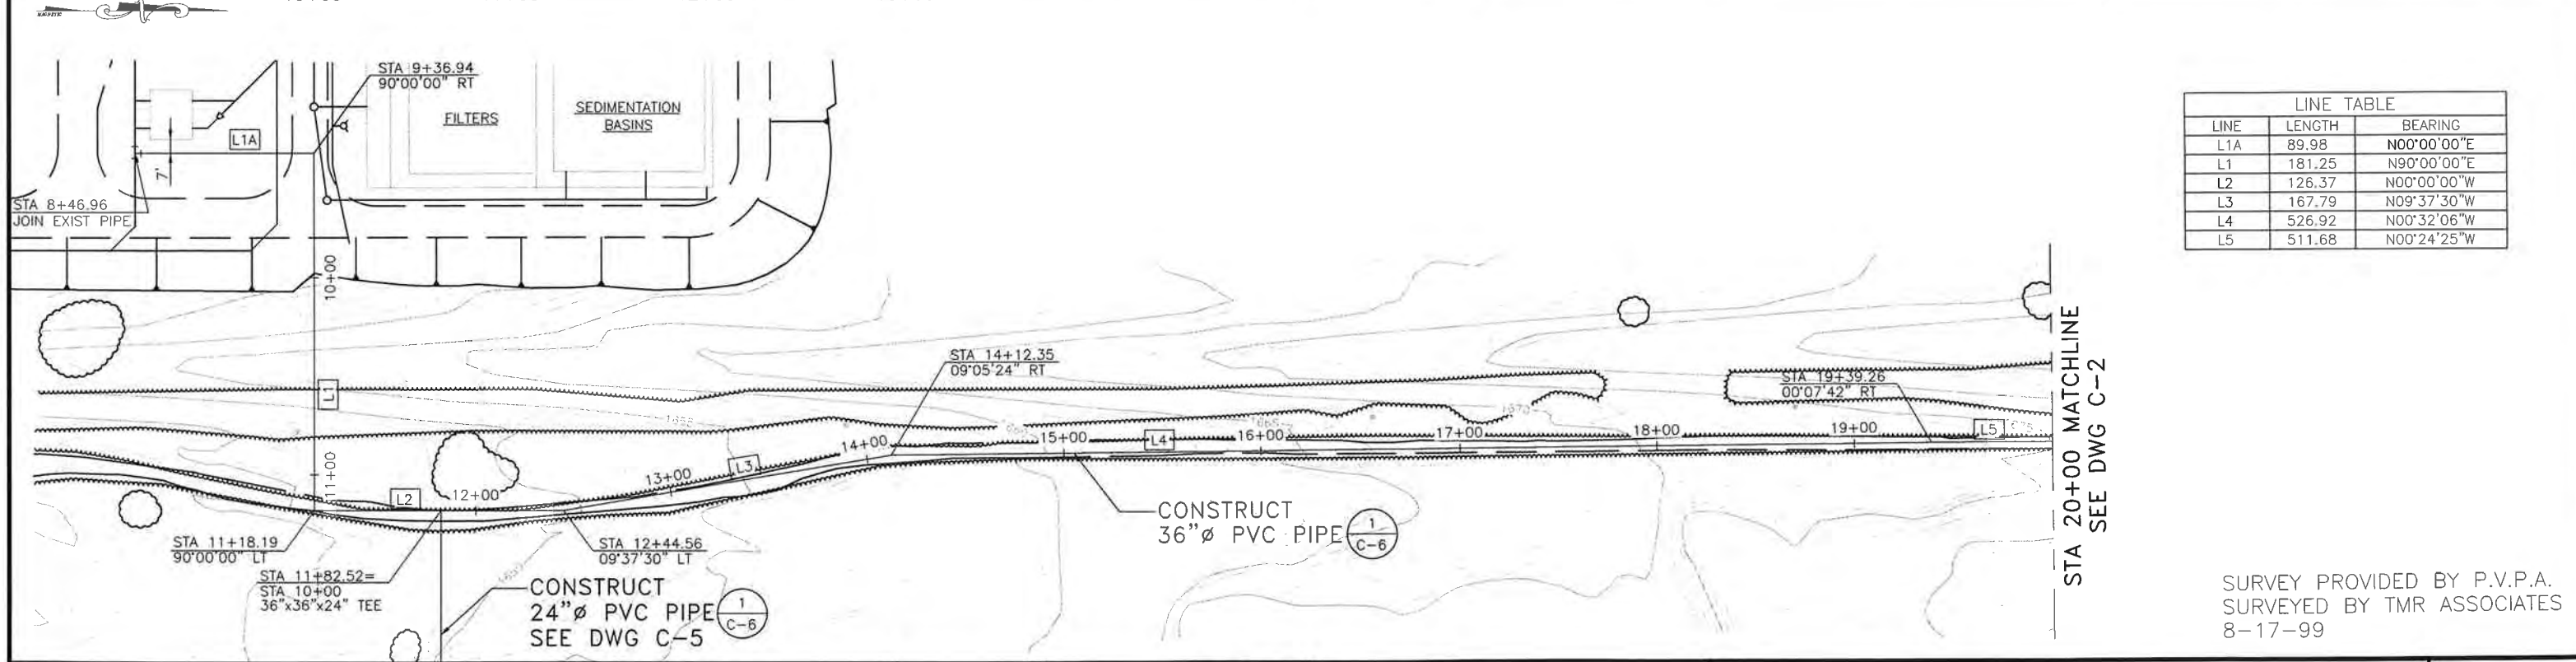 STA 9+36.94
90°00'00" RT
FILTERS
SEDIMENTATION
BASINS
L1A
7'
STA 8+46.96
JOIN EXIST PIPE
10+00
L1
11+00
L2
12+00
13+00
L3
14+00
STA 14+12.35
09°05'24" RT
15+00
L4
16+00
17+00
18+00
STA 19+39.26
00°07'42" RT
19+00
L5
1670
STA 11+18.19
90°00'00" LT
STA 11+82.52=
STA 10+00
36"x36"x24" TEE
STA 12+44.56
09°37'30" LT
CONSTRUCT
24"ø PVC PIPE
SEE DWG C-5
1
C-6
CONSTRUCT
36"ø PVC PIPE
1
C-6
STA 20+00 MATCHLINE
SEE DWG C-2
LINE TABLE
LINE LENGTH BEARING
L1A 89.98 N00°00'00"E
L1 181.25 N90°00'00"E
L2 126.37 N00°00'00"W
L3 167.79 N09°37'30"W
L4 526.92 N00°32'06"W
L5 511.68 N00°24'25"W
SURVEY PROVIDED BY P.V.P.A.
SURVEYED BY TMR ASSOCIATES
8-17-99